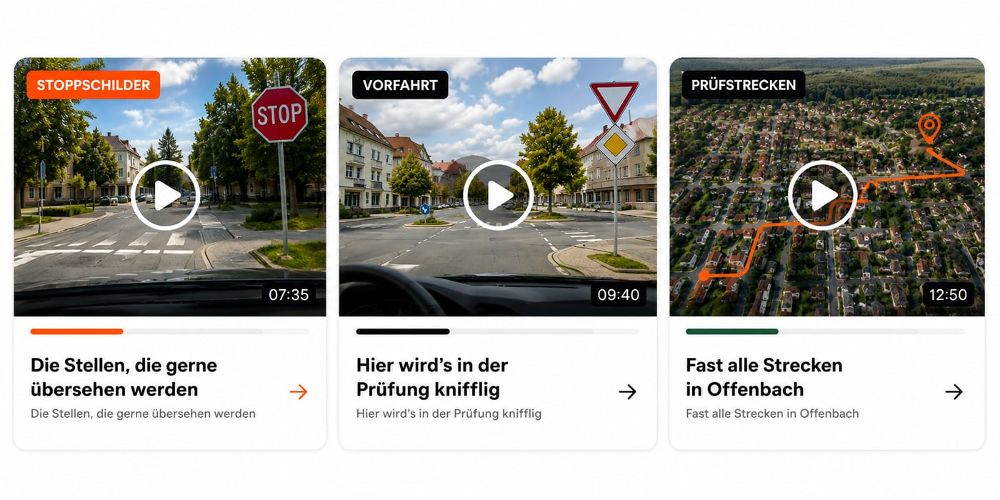 STOPPSCHILDER
STOP
07:35
Die Stellen, die gerne
übersehen werden
Die Stellen, die gerne übersehen werden
VORFAHRT
09:40
Hier wird’s in der
Prüfung knifflig
Hier wird’s in der Prüfung knifflig
PRÜFSTRECKEN
12:50
Fast alle Strecken
in Offenbach
Fast alle Strecken in Offenbach